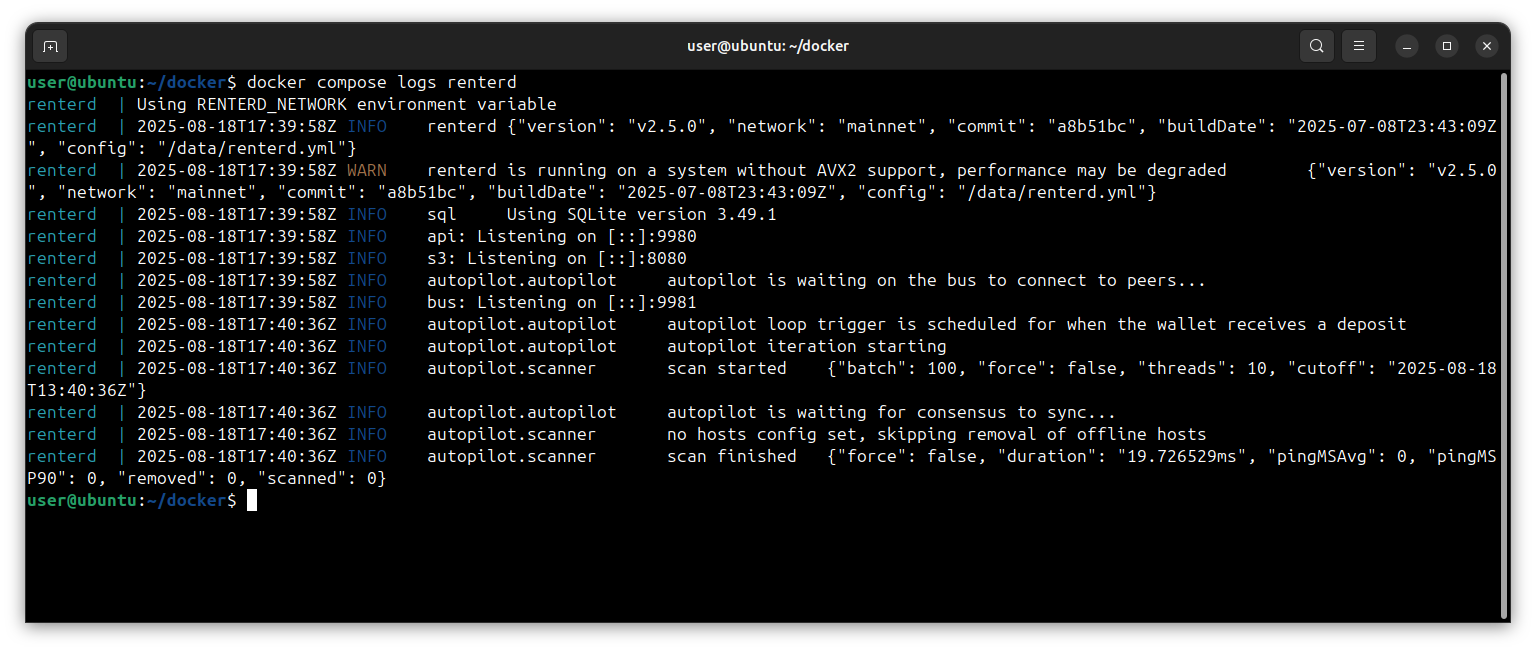 user@ubuntu: ~/docker
user@ubuntu:~/docker$ docker compose logs renterd
renterd  | Using RENTERD_NETWORK environment variable
renterd  | 2025-08-18T17:39:58Z INFO    renterd {"version": "v2.5.0", "network": "mainnet", "commit": "a8b51bc", "buildDate": "2025-07-08T23:43:09Z
", "config": "/data/renterd.yml"}
renterd  | 2025-08-18T17:39:58Z WARN    renterd is running on a system without AVX2 support, performance may be degraded        {"version": "v2.5.0
", "network": "mainnet", "commit": "a8b51bc", "buildDate": "2025-07-08T23:43:09Z", "config": "/data/renterd.yml"}
renterd  | 2025-08-18T17:39:58Z INFO    sql     Using SQLite version 3.49.1
renterd  | 2025-08-18T17:39:58Z INFO    api: Listening on [::]:9980
renterd  | 2025-08-18T17:39:58Z INFO    s3: Listening on [::]:8080
renterd  | 2025-08-18T17:39:58Z INFO    autopilot.autopilot     autopilot is waiting on the bus to connect to peers...
renterd  | 2025-08-18T17:39:58Z INFO    bus: Listening on [::]:9981
renterd  | 2025-08-18T17:40:36Z INFO    autopilot.autopilot     autopilot loop trigger is scheduled for when the wallet receives a deposit
renterd  | 2025-08-18T17:40:36Z INFO    autopilot.autopilot     autopilot iteration starting
renterd  | 2025-08-18T17:40:36Z INFO    autopilot.scanner       scan started    {"batch": 100, "force": false, "threads": 10, "cutoff": "2025-08-18
T13:40:36Z"}
renterd  | 2025-08-18T17:40:36Z INFO    autopilot.autopilot     autopilot is waiting for consensus to sync...
renterd  | 2025-08-18T17:40:36Z INFO    autopilot.scanner       no hosts config set, skipping removal of offline hosts
renterd  | 2025-08-18T17:40:36Z INFO    autopilot.scanner       scan finished   {"force": false, "duration": "19.726529ms", "pingMSAvg": 0, "pingMS
P90": 0, "removed": 0, "scanned": 0}
user@ubuntu:~/docker$